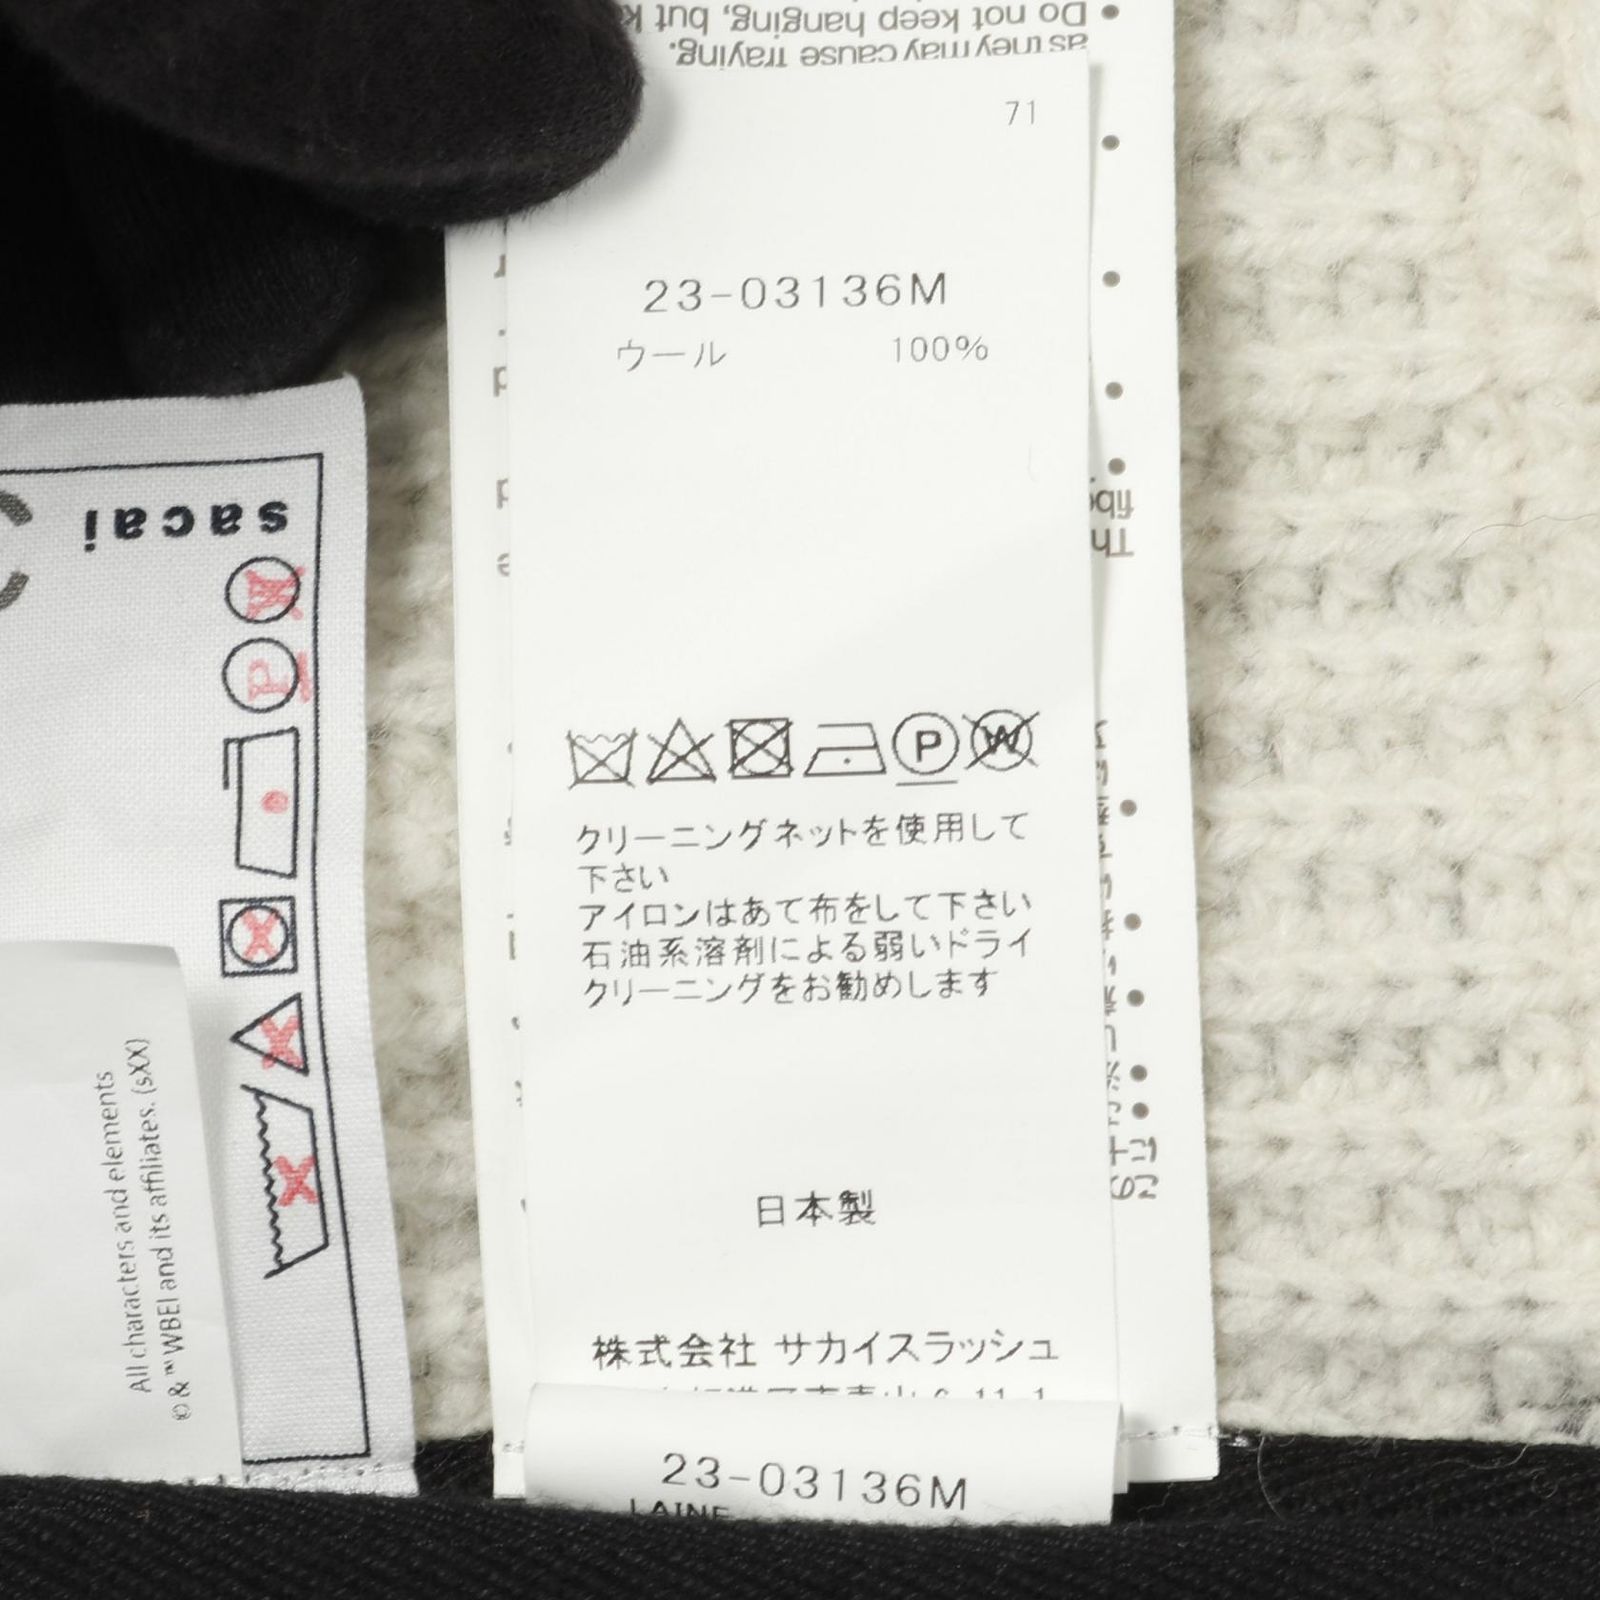 Do not keep hanging, but k
as they may cause fraying.
71
23-03136M
ウール 100%
クリーニングネットを使用して
下さい
アイロンはあて布をして下さい
石油系溶剤による弱いドライ
クリーニングをお勧めします
日本製
株式会社 サカイスラッシュ
23-03136M
LAINE
sacai
All characters and elements
© & ™WBEI and its affiliates. (sXX)
Th